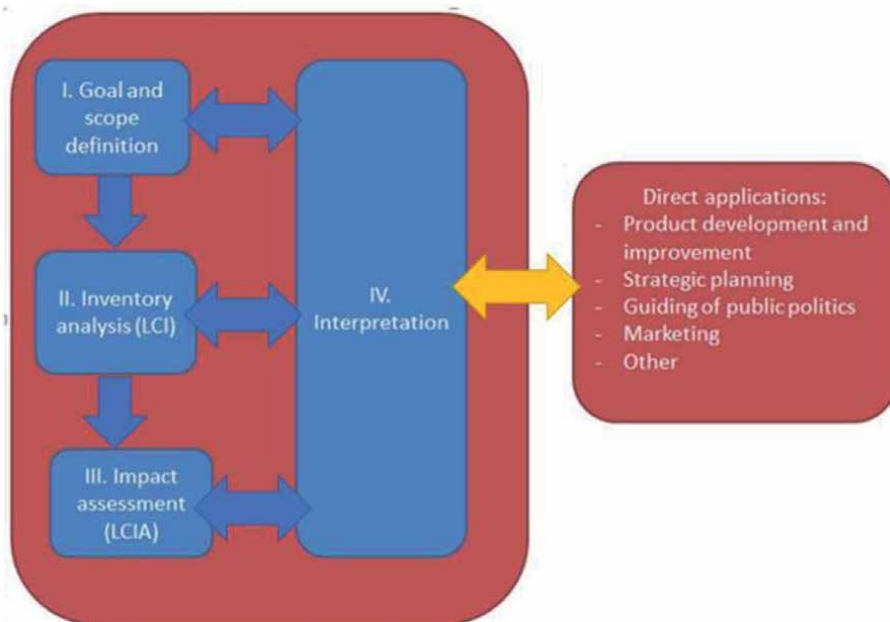 I. Goal and
scope
definition
II. Inventory
analysis (LCI)
III. Impact
assessment
(LCIA)
IV.
Interpretation
Direct applications:
- Product development and
improvement
- Strategic planning
- Guiding of public politics
- Marketing
- Other